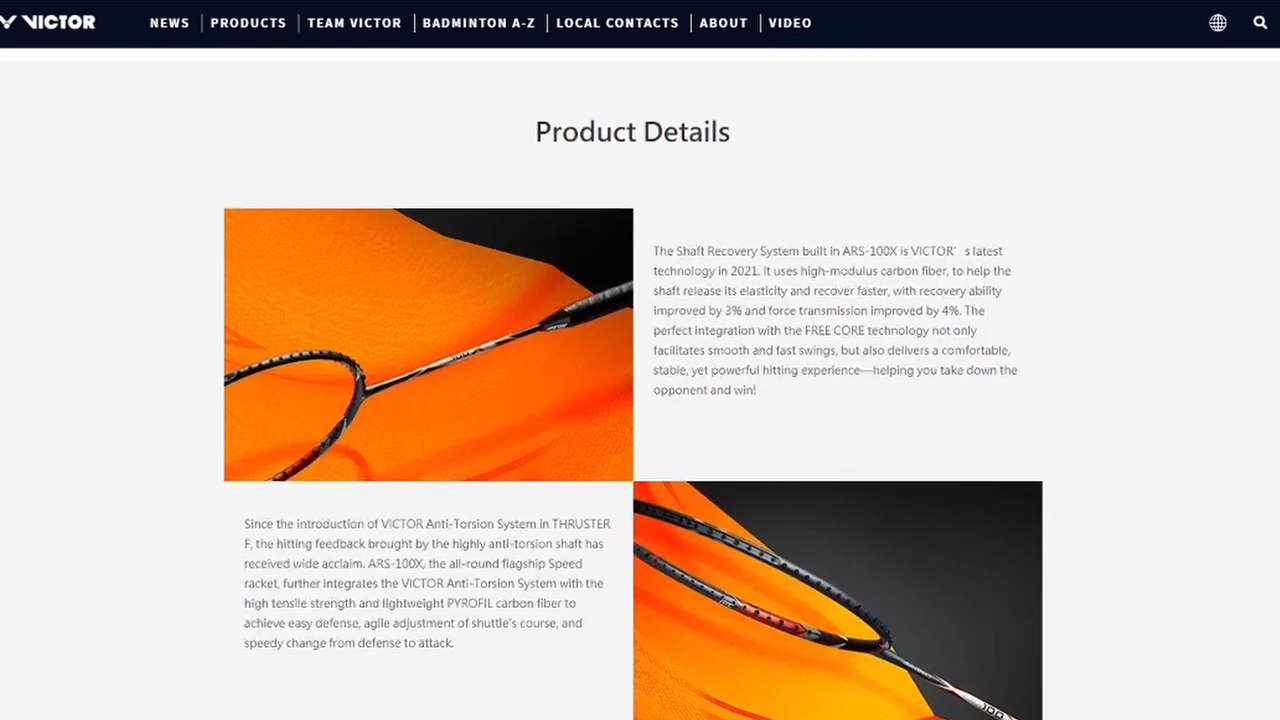 VICTOR
NEWS
PRODUCTS
TEAM VICTOR
BADMINTON A-Z
LOCAL CONTACTS
ABOUT
VIDEO
Product Details
The Shaft Recovery System built in ARS-100X is VICTOR’ s latest
technology in 2021. It uses high-modulus carbon fiber, to help the
shaft release its elasticity and recover faster, with recovery ability
improved by 3% and force transmission improved by 4%. The
perfect integration with the FREE CORE technology not only
facilitates smooth and fast swings, but also delivers a comfortable,
stable, yet powerful hitting experience—helping you take down the
opponent and win!
Since the introduction of VICTOR Anti-Torsion System in THRUSTER
F, the hitting feedback brought by the highly anti-torsion shaft has
received wide acclaim. ARS-100X, the all-round flagship Speed
racket, further integrates the VICTOR Anti-Torsion System with the
high tensile strength and lightweight PYROFIL carbon fiber to
achieve easy defense, agile adjustment of shuttle's course, and
speedy change from defense to attack.
100